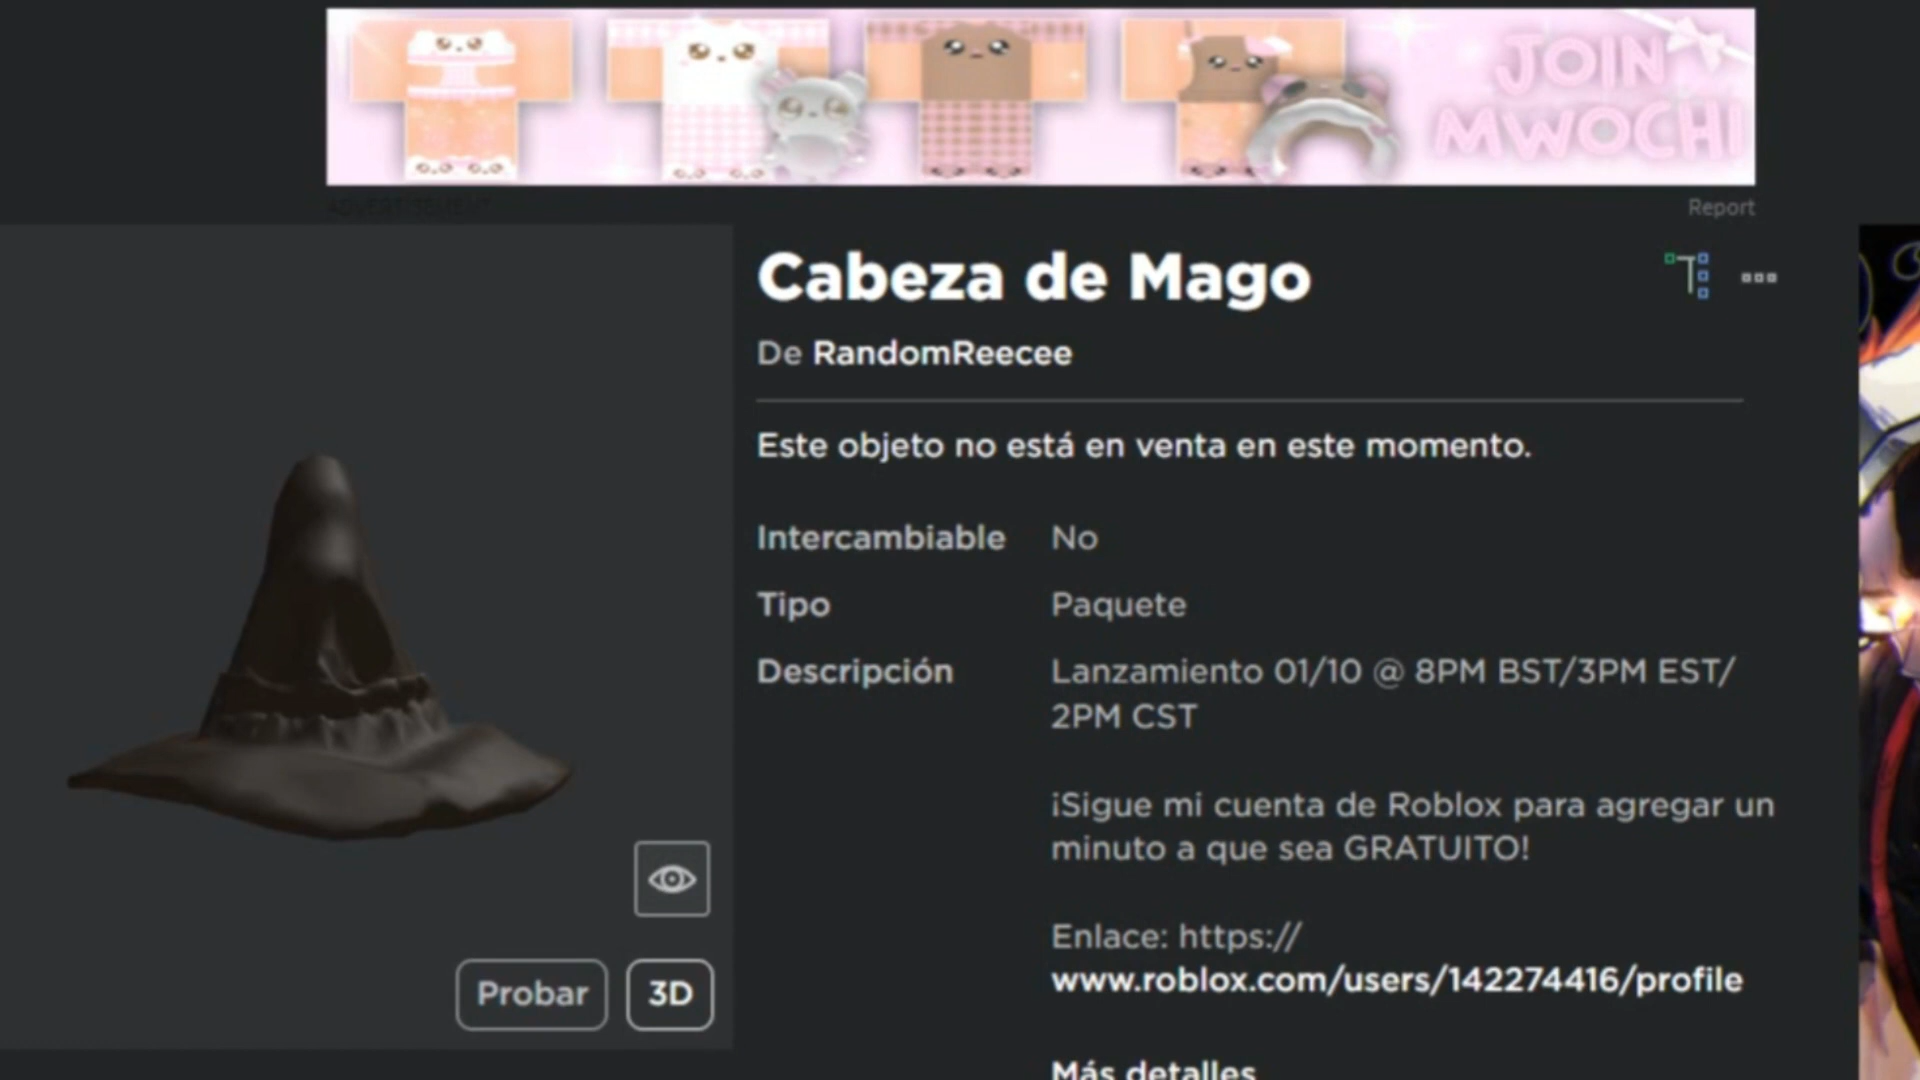 JOIN
MWOCHI
ADVERTISEMENT
Report
Cabeza de Mago
De RandomReecee
Este objeto no está en venta en este momento.
Intercambiable No
Tipo Paquete
Descripción Lanzamiento 01/10 @ 8PM BST/3PM EST/
2PM CST
¡Sigue mi cuenta de Roblox para agregar un
minuto a que sea GRATUITO!
Enlace: https://
www.roblox.com/users/142274416/profile
Más detalles
Probar 3D